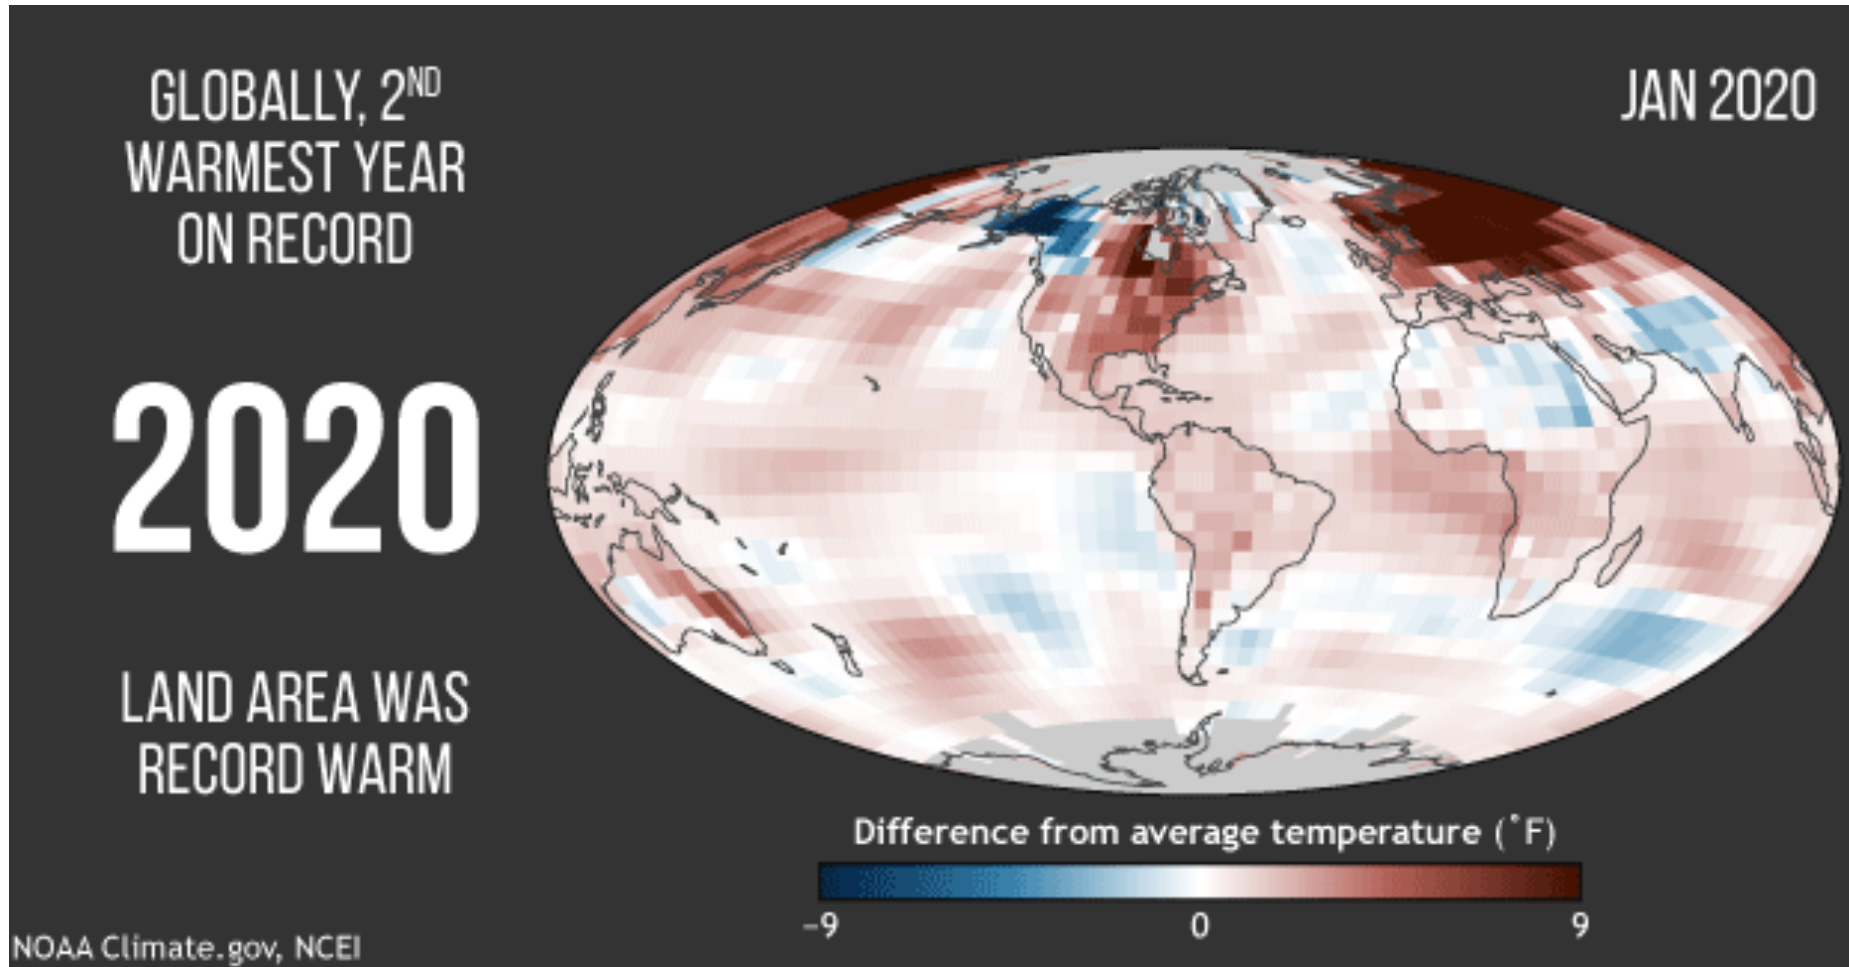 GLOBALLY, 2ND
WARMEST YEAR
ON RECORD
2020
LAND AREA WAS
RECORD WARM
NOAA Climate.gov, NCEI
JAN 2020
Difference from average temperature (°F)
−9 0 9